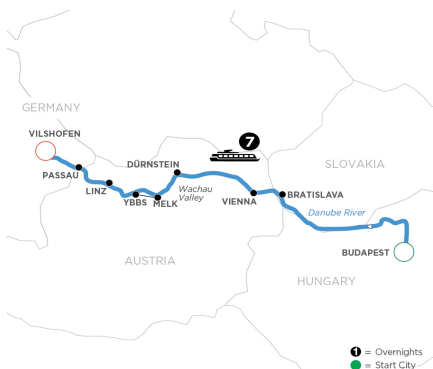 GERMANY
VILSHOFEN
7
DÜRNSTEIN
SLOVAKIA
PASSAU
LINZ
YBBS
MELK
Wachau
Valley
VIENNA
BRATISLAVA
Danube River
BUDAPEST
AUSTRIA
HUNGARY
1 = Overnights
= Start City